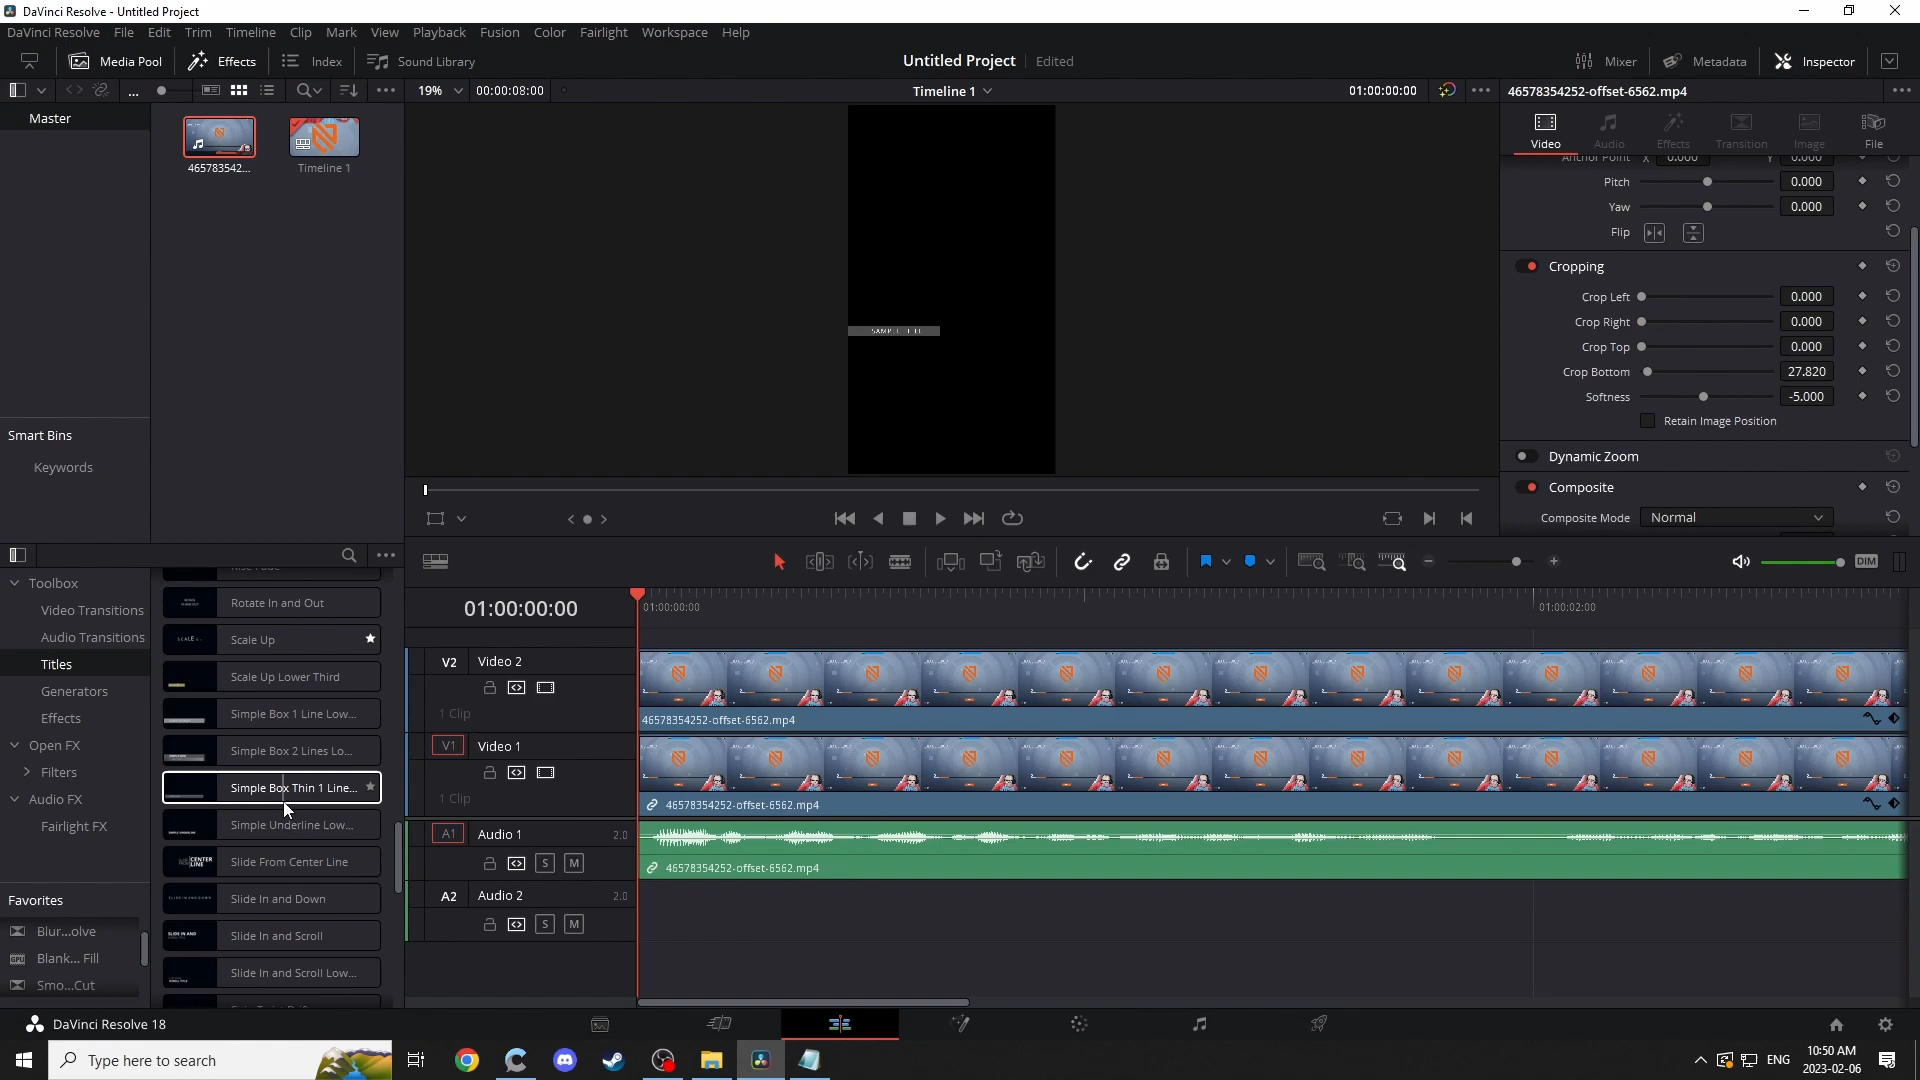 DaVinci Resolve - Untitled Project
DaVinci Resolve File Edit Trim Timeline Clip Mark View Playback Fusion Color Fairlight Workspace Help
Media Pool Effects Index Sound Library
Untitled Project Edited
Mixer Metadata Inspector
... 19% 00:00:08:00 Timeline 1 01:00:00:00
46578354252-offset-6562.mp4
Master
465783542...
Timeline 1
Video Audio Effects Transition Image File
Anchor Point X 0.000 Y 0.000
Pitch 0.000
Yaw 0.000
Flip
Cropping
Crop Left 0.000
Crop Right 0.000
Crop Top 0.000
Crop Bottom 27.820
Softness -5.000
Retain Image Position
Dynamic Zoom
Composite
Composite Mode Normal
Smart Bins
Keywords
Toolbox
Video Transitions
Audio Transitions
Titles
Generators
Effects
Open FX
Filters
Audio FX
Fairlight FX
Favorites
Blur...olve
Blank... Fill
Smo...Cut
Rotate In and Out
Scale Up
Scale Up Lower Third
Simple Box 1 Line Low...
Simple Box 2 Lines Lo...
Simple Box Thin 1 Line...
Simple Underline Low...
Slide From Center Line
Slide In and Down
Slide In and Scroll
Slide In and Scroll Low...
DIM
01:00:00:00
01:00:00:00
01:00:02:00
V2 Video 2
1 Clip
46578354252-offset-6562.mp4
V1 Video 1
1 Clip
46578354252-offset-6562.mp4
A1 Audio 1 2.0
S M
46578354252-offset-6562.mp4
A2 Audio 2 2.0
S M
DaVinci Resolve 18
Type here to search
ENG
10:50 AM
2023-02-06